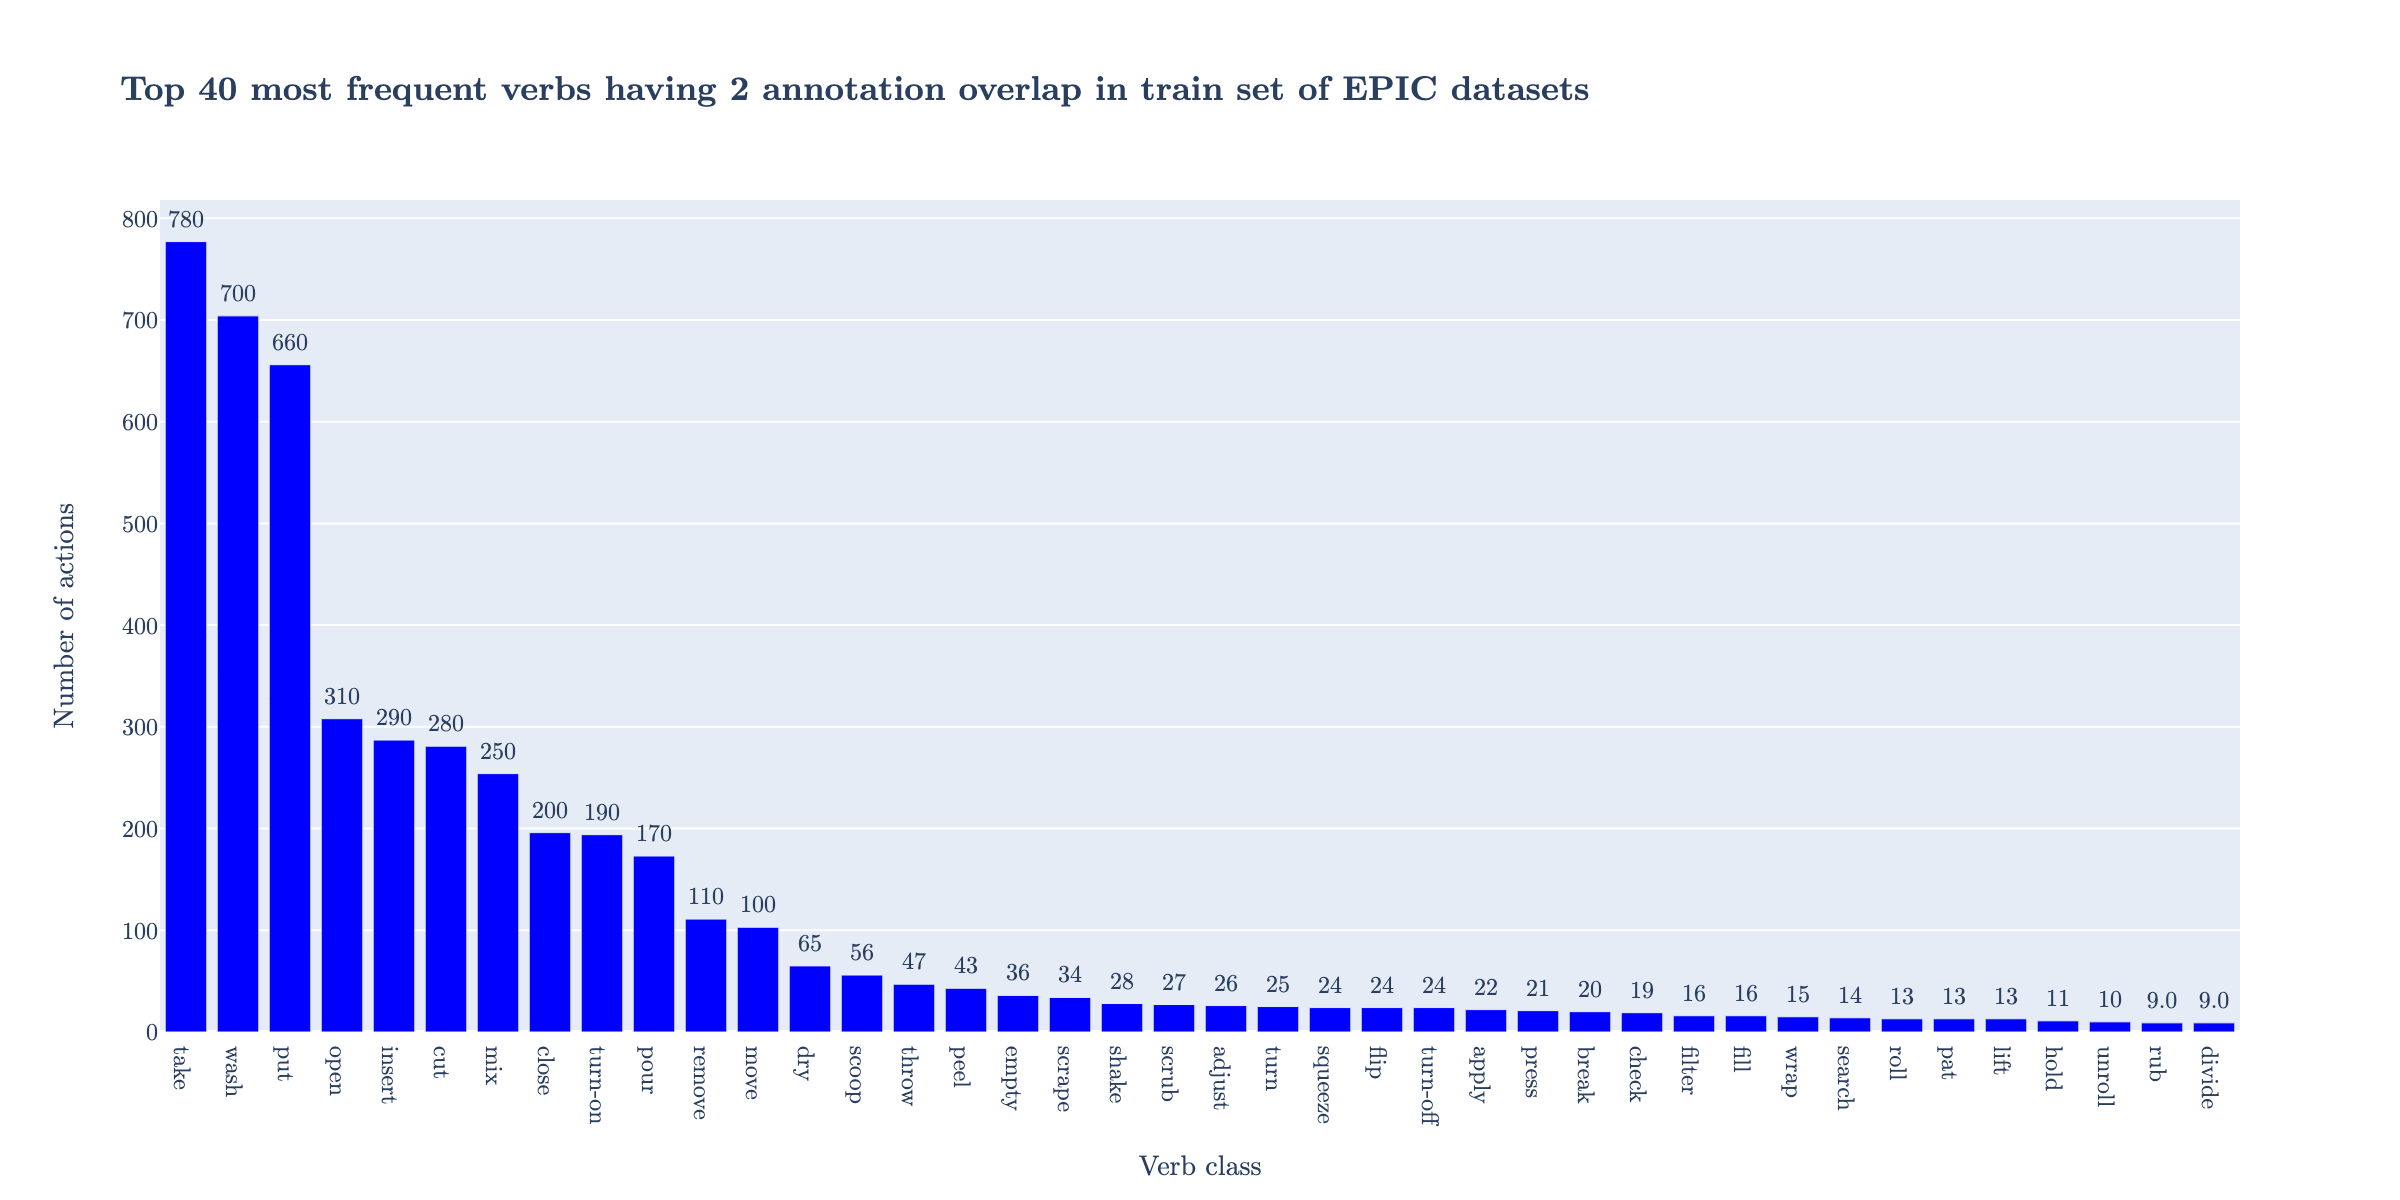 Top 40 most frequent verbs having 2 annotation overlap in train set of EPIC datasets
Number of actions
800
700
600
500
400
300
200
100
0
780
700
660
310
290
280
250
200
190
170
110
100
65
56
47
43
36
34
28
27
26
25
24
24
24
22
21
20
19
16
16
15
14
13
13
13
11
10
9.0
9.0
take
wash
put
open
insert
cut
mix
close
turn-on
pour
remove
move
dry
scoop
throw
peel
empty
scrape
shake
scrub
adjust
turn
squeeze
flip
turn-off
apply
press
break
check
filter
fill
wrap
search
roll
pat
lift
hold
unroll
rub
divide
Verb class